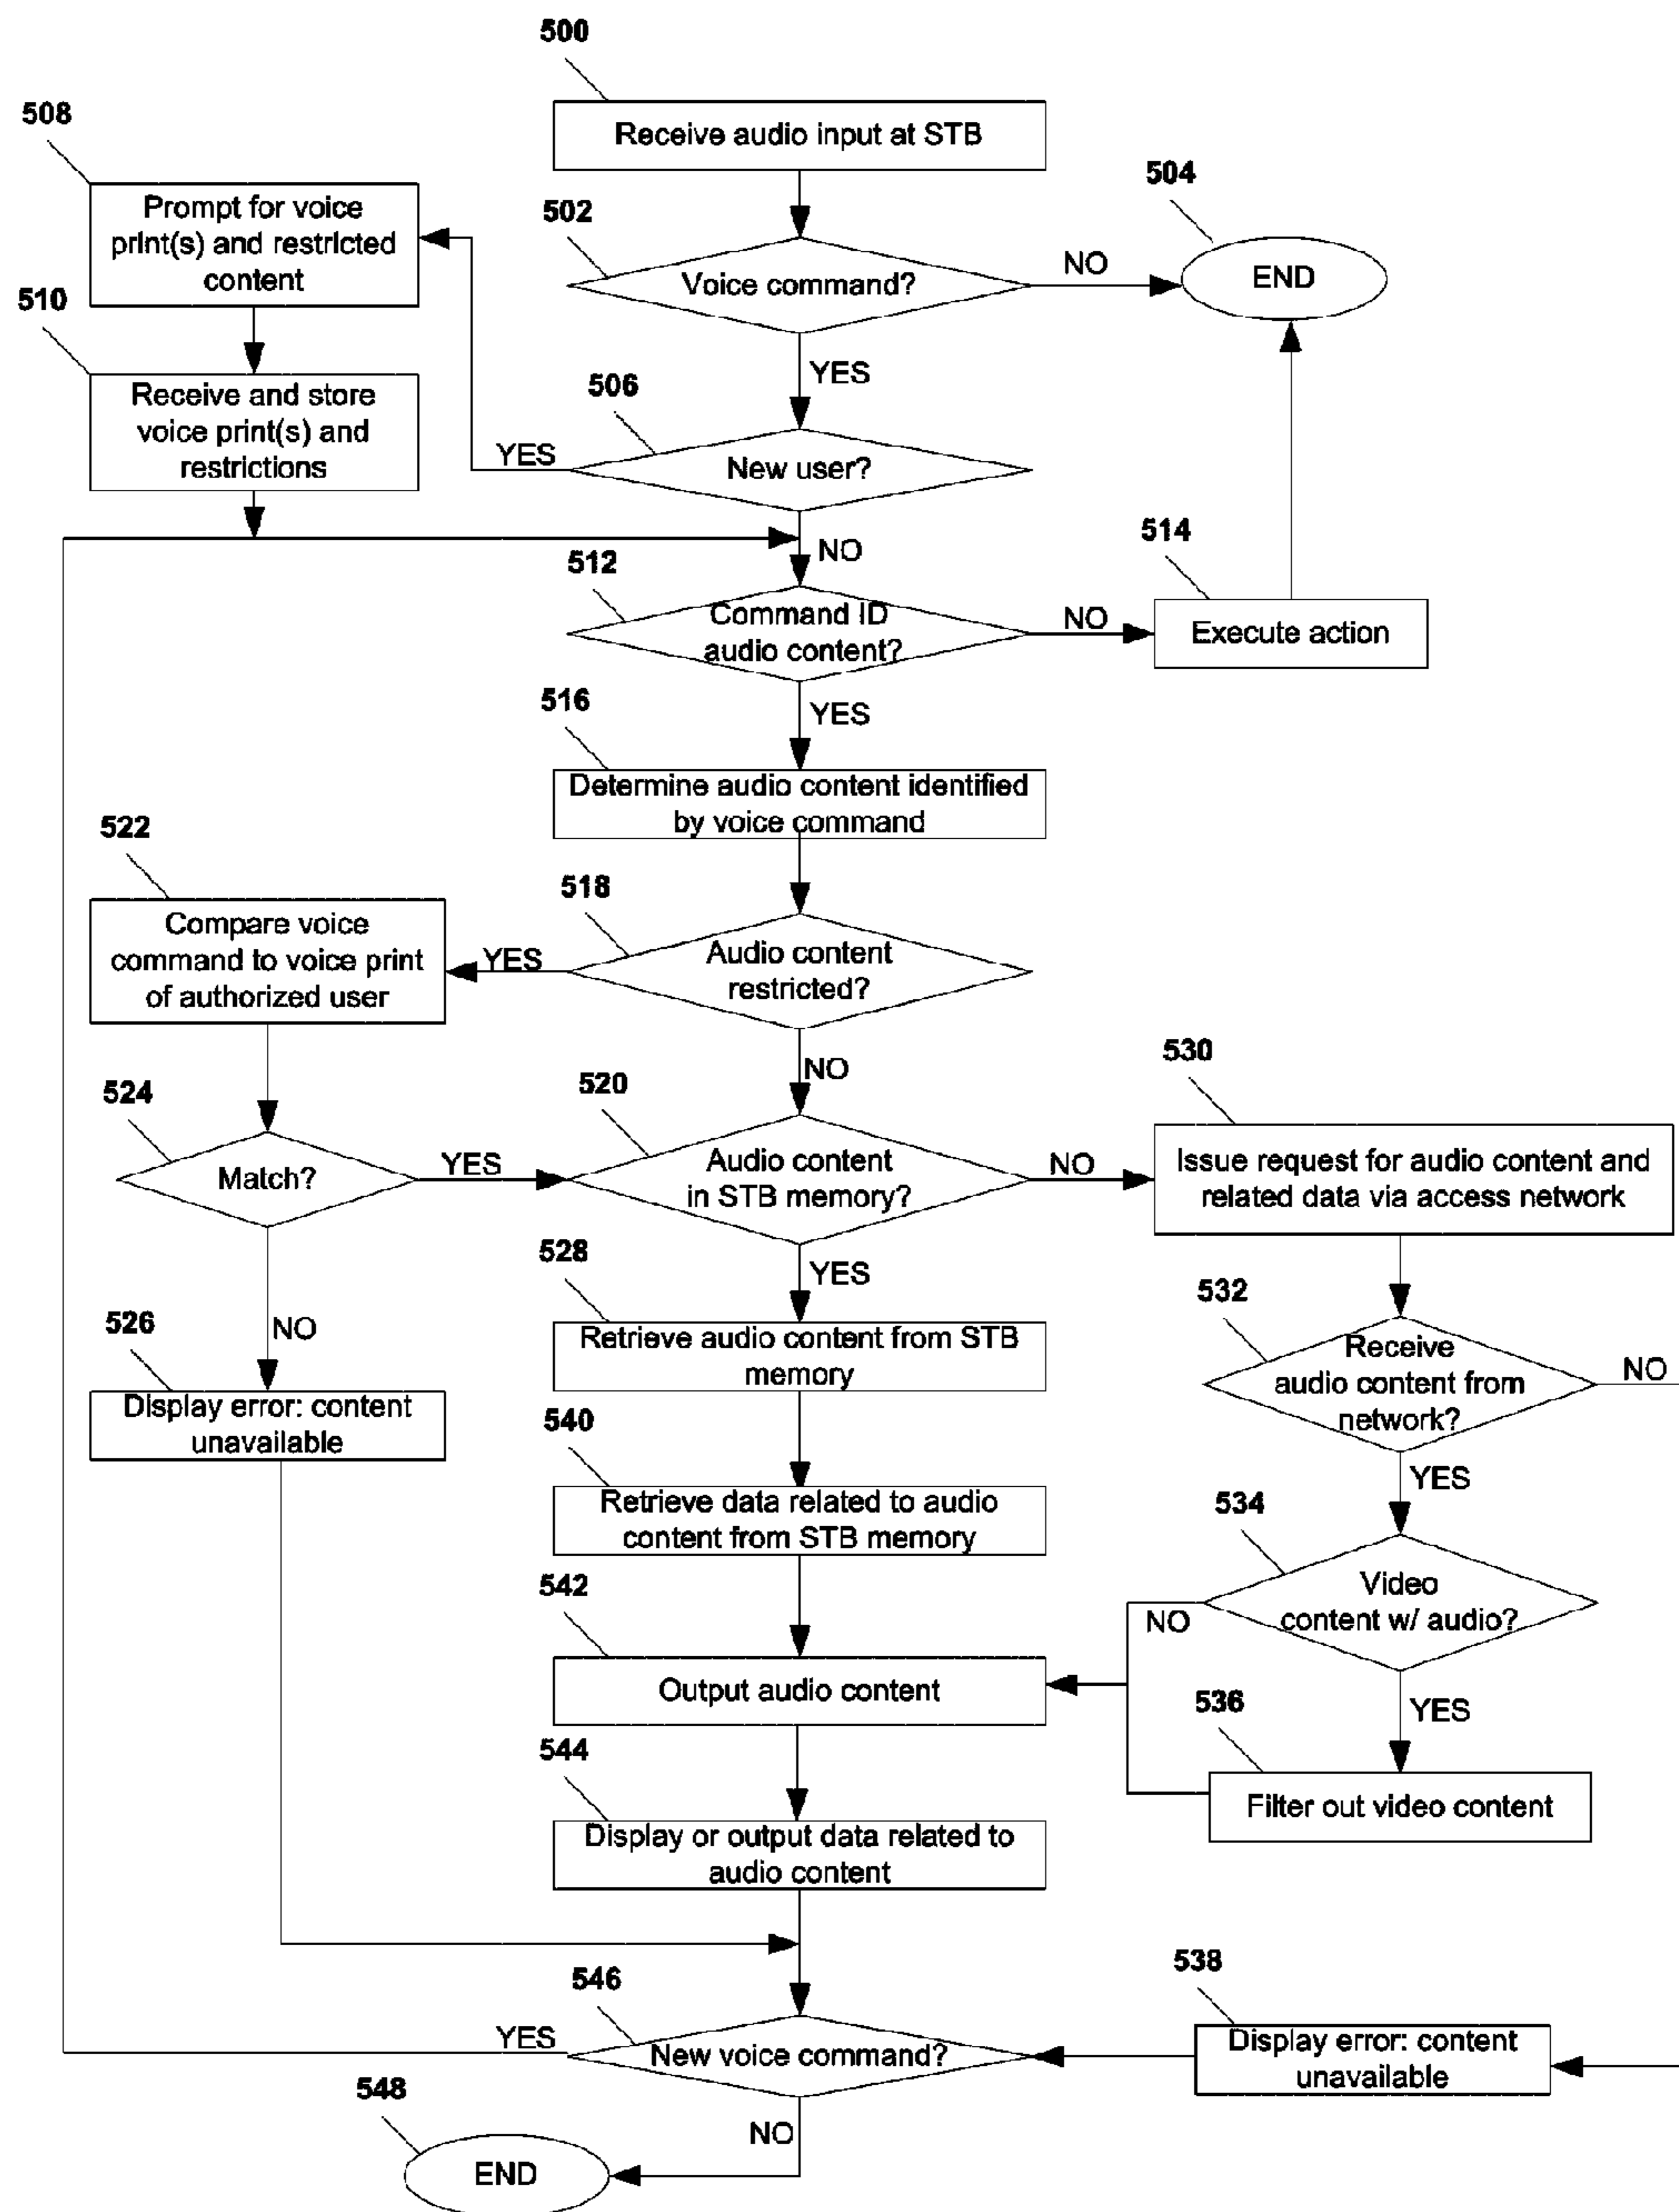 500
Receive audio input at STB
508
Prompt for voice
print(s) and restricted
content
502
Voice command?
NO
504
END
YES
510
Receive and store
voice print(s) and
restrictions
506
New user?
YES
NO
512
Command ID
audio content?
NO
514
Execute action
YES
516
Determine audio content identified
by voice command
522
Compare voice
command to voice print
of authorized user
518
Audio content
restricted?
YES
NO
524
Match?
YES
520
Audio content
in STB memory?
NO
530
Issue request for audio content and
related data via access network
NO
526
Display error: content
unavailable
YES
528
Retrieve audio content from STB
memory
532
Receive
audio content from
network?
NO
YES
540
Retrieve data related to audio
content from STB memory
534
Video
content w/ audio?
NO
YES
542
Output audio content
536
Filter out video content
544
Display or output data related to
audio content
546
New voice command?
YES
538
Display error: content
unavailable
NO
548
END